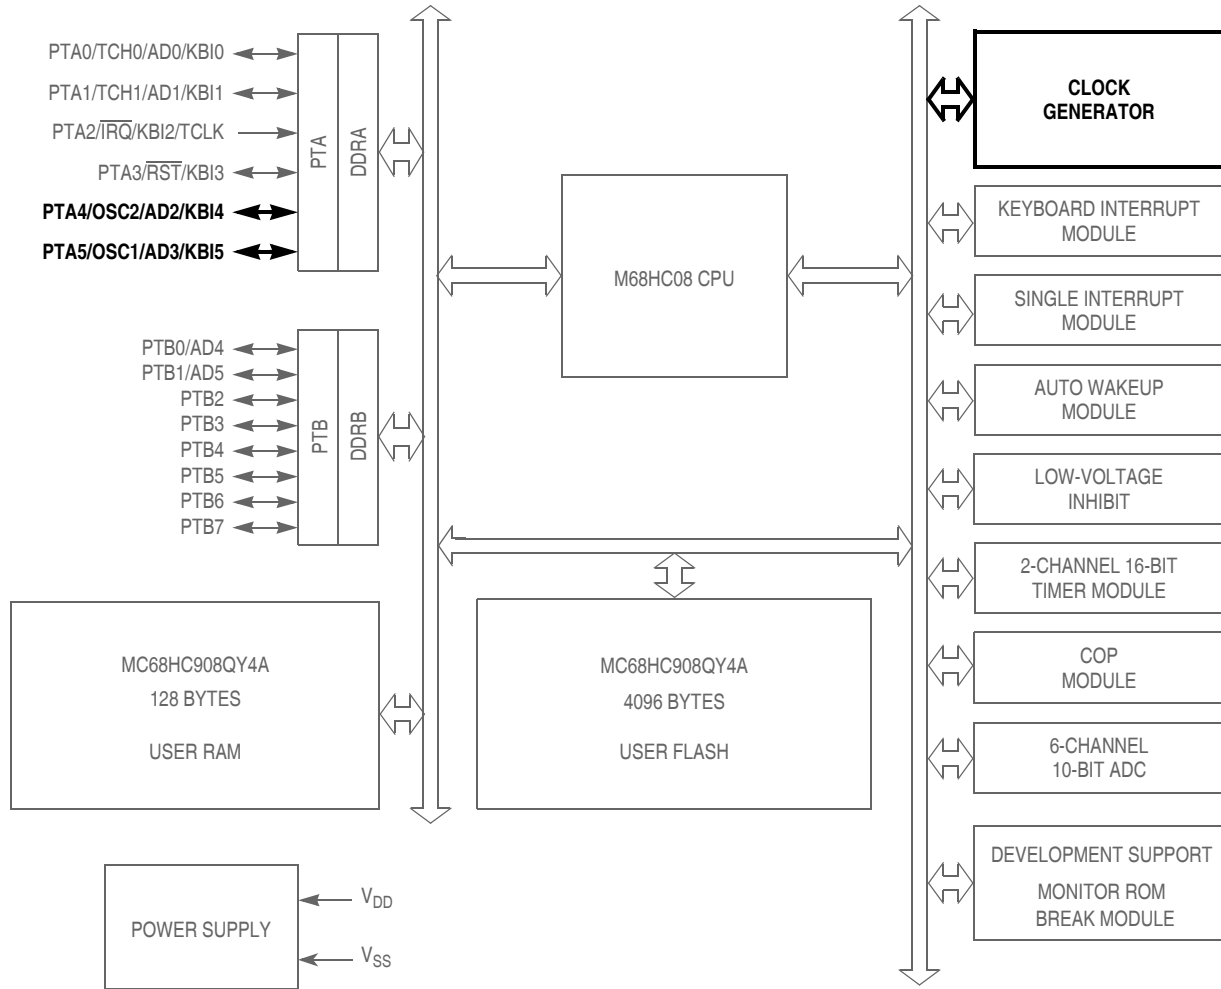 PTA0/TCH0/AD0/KBI0
PTA1/TCH1/AD1/KBI1
PTA2/IRQ/KBI2/TCLK
PTA3/RST/KBI3
PTA4/OSC2/AD2/KBI4
PTA5/OSC1/AD3/KBI5
PTA
DDRA
PTB0/AD4
PTB1/AD5
PTB2
PTB3
PTB4
PTB5
PTB6
PTB7
PTB
DDRB
M68HC08 CPU
MC68HC908QY4A
128 BYTES
USER RAM
MC68HC908QY4A
4096 BYTES
USER FLASH
POWER SUPPLY
VDD
VSS
CLOCK
GENERATOR
KEYBOARD INTERRUPT
MODULE
SINGLE INTERRUPT
MODULE
AUTO WAKEUP
MODULE
LOW-VOLTAGE
INHIBIT
2-CHANNEL 16-BIT
TIMER MODULE
COP
MODULE
6-CHANNEL
10-BIT ADC
DEVELOPMENT SUPPORT
MONITOR ROM
BREAK MODULE